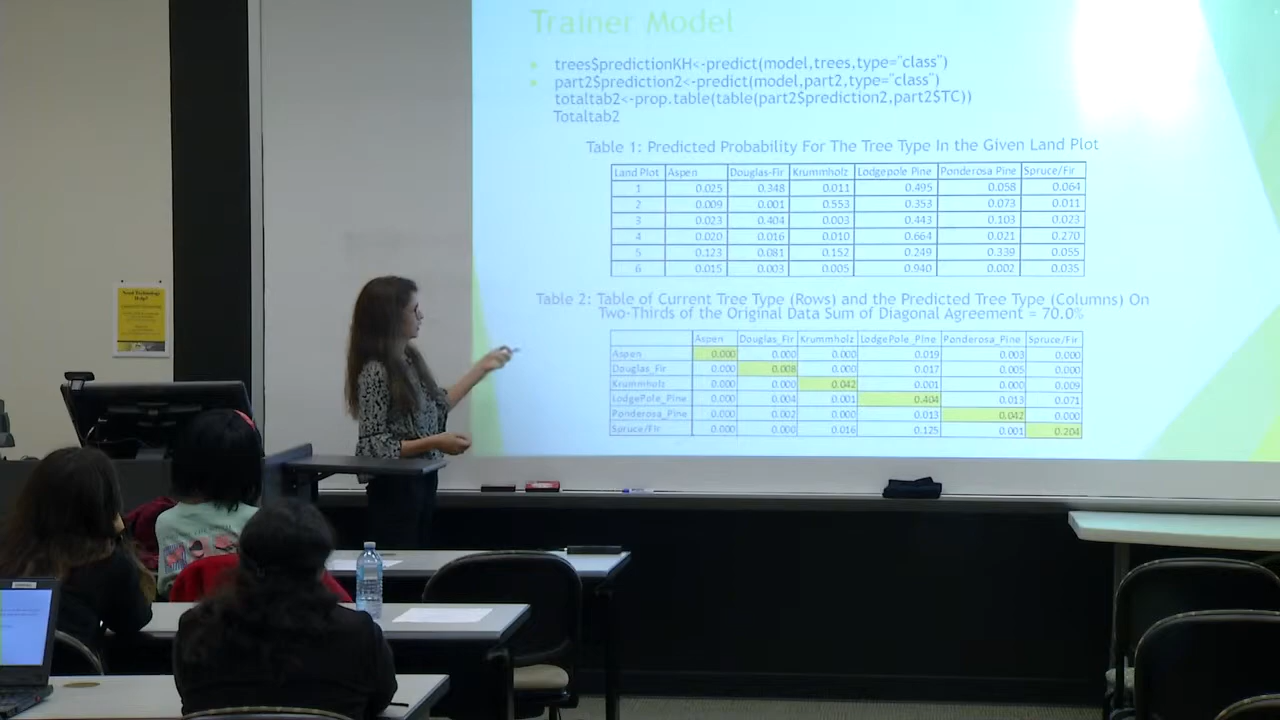 Trainer Model
trees$predictionKH<-predict(model,trees,type="class")
part2$prediction2<-predict(model,part2,type="class")
totaltab2<-prop.table(table(part2$prediction2,part2$TC))
Totaltab2
Table 1: Predicted Probability For The Tree Type In the Given Land Plot
Land Plot Aspen Douglas-Fir Krummholz Lodgepole Pine Ponderosa Pine Spruce/Fir
1 0.025 0.348 0.011 0.495 0.058 0.064
2 0.009 0.001 0.553 0.353 0.073 0.011
3 0.023 0.404 0.003 0.443 0.103 0.023
4 0.020 0.016 0.010 0.664 0.021 0.270
5 0.123 0.081 0.152 0.249 0.339 0.055
6 0.015 0.003 0.005 0.940 0.002 0.035
Table 2: Table of Current Tree Type (Rows) and the Predicted Tree Type (Columns) On
Two-Thirds of the Original Data Sum of Diagonal Agreement = 70.0%
Aspen Douglas_Fir Krummholz LodgePole_Pine Ponderosa_Pine Spruce/Fir
Aspen 0.000 0.000 0.000 0.019 0.003 0.000
Douglas_Fir 0.000 0.008 0.000 0.017 0.005 0.000
Krummholz 0.000 0.000 0.042 0.001 0.000 0.009
LodgePole_Pine 0.000 0.004 0.001 0.404 0.013 0.071
Ponderosa_Pine 0.000 0.002 0.000 0.013 0.042 0.000
Spruce/Fir 0.000 0.000 0.016 0.125 0.001 0.204
Need Technology
Help?